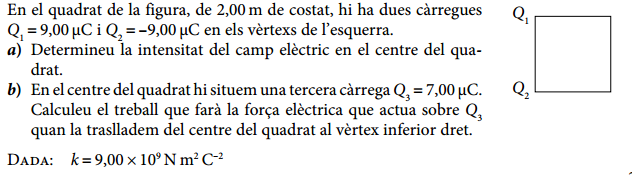 En el quadrat de la figura, de 2,00 m de costat, hi ha dues càrregues
Q₁ = 9,00 μC i Q₂ = –9,00 μC en els vèrtexs de l’esquerra.
a) Determineu la intensitat del camp elèctric en el centre del qua-
drat.
b) En el centre del quadrat hi situem una tercera càrrega Q₃ = 7,00 μC.
Calculeu el treball que farà la força elèctrica que actua sobre Q₃
quan la traslladem del centre del quadrat al vèrtex inferior dret.
DADA: k = 9,00 × 10⁹ N m² C⁻²
Q₁
Q₂